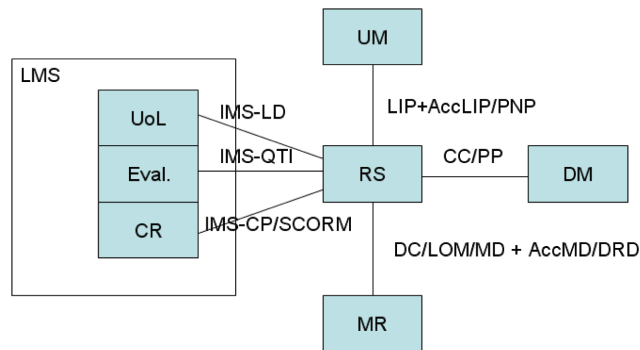 UM
LMS
LIP+AccLIP/PNP
UoL
IMS-LD
Eval.
IMS-QTI
RS
CC/PP
DM
CR
IMS-CP/SCORM
DC/LOM/MD + AccMD/DRD
MR